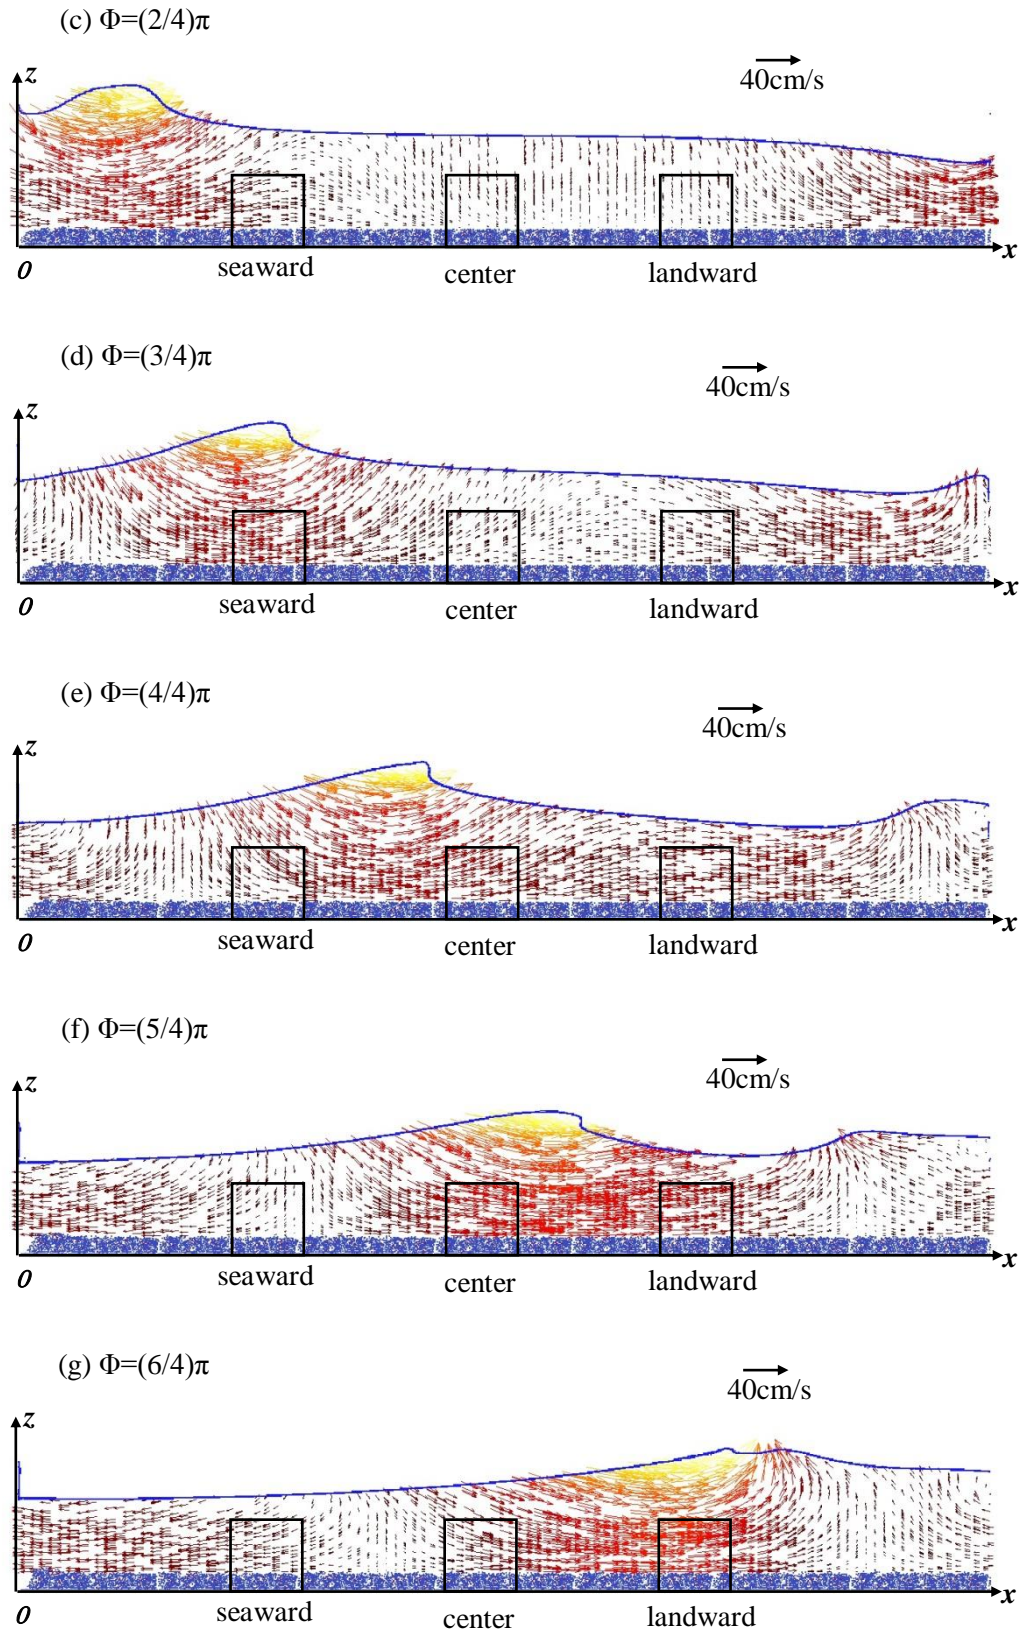 (c) Φ=(2/4)π
40cm/s
z
0
x
seaward
center
landward
(d) Φ=(3/4)π
40cm/s
z
0
x
seaward
center
landward
(e) Φ=(4/4)π
40cm/s
z
0
x
seaward
center
landward
(f) Φ=(5/4)π
40cm/s
z
0
x
seaward
center
landward
(g) Φ=(6/4)π
40cm/s
z
0
x
seaward
center
landward